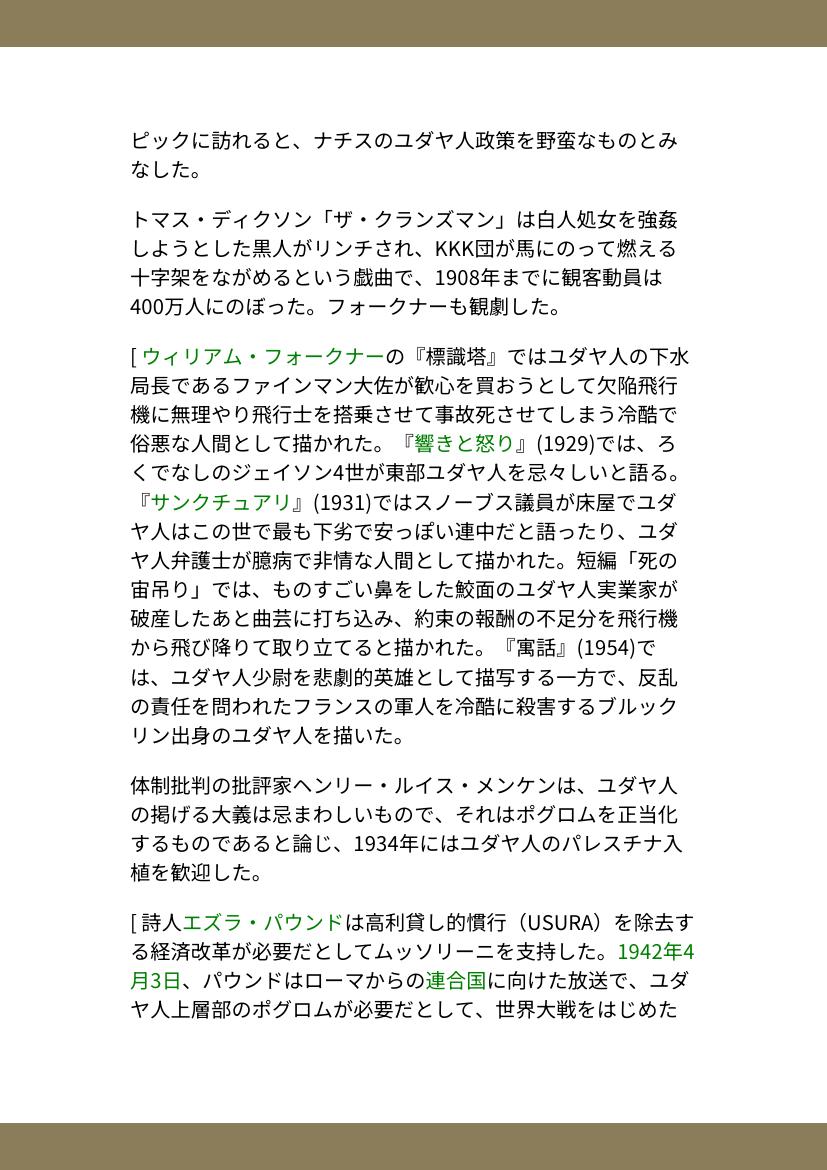 ピックに訪れると、ナチスのユダヤ人政策を野蛮なものとみ
なした。
トマス・ディクソン「ザ・クランズマン」は白人処女を強姦
しようとした黒人がリンチされ、KKK団が馬にのって燃える
十字架をながめるという戯曲で、1908年までに観客動員は
400万人にのぼった。フォークナーも観劇した。
[ ウィリアム・フォークナーの『標識塔』ではユダヤ人の下水
局長であるファインマン大佐が歓心を買おうとして欠陥飛行
機に無理やり飛行士を搭乗させて事故死させてしまう冷酷で
俗悪な人間として描かれた。『響きと怒り』(1929)では、ろ
くでなしのジェイソン4世が東部ユダヤ人を忌々しいと語る。
『サンクチュアリ』(1931)ではスノーブス議員が床屋でユダ
ヤ人はこの世で最も下劣で安っぽい連中だと語ったり、ユダ
ヤ人弁護士が臆病で非情な人間として描かれた。短編「死の
宙吊り」では、ものすごい鼻をした鮫面のユダヤ人実業家が
破産したあと曲芸に打ち込み、約束の報酬の不足分を飛行機
から飛び降りて取り立てると描かれた。『寓話』(1954)で
は、ユダヤ人少尉を悲劇的英雄として描写する一方で、反乱
の責任を問われたフランスの軍人を冷酷に殺害するブルック
リン出身のユダヤ人を描いた。
体制批判の批評家ヘンリー・ルイス・メンケンは、ユダヤ人
の掲げる大義は忌まわしいもので、それはポグロムを正当化
するものであると論じ、1934年にはユダヤ人のパレスチナ入
植を歓迎した。
[ 詩人エズラ・パウンドは高利貸し的慣行（USURA）を除去す
る経済改革が必要だとしてムッソリーニを支持した。1942年4
月3日、パウンドはローマからの連合国に向けた放送で、ユダ
ヤ人上層部のポグロムが必要だとして、世界大戦をはじめた